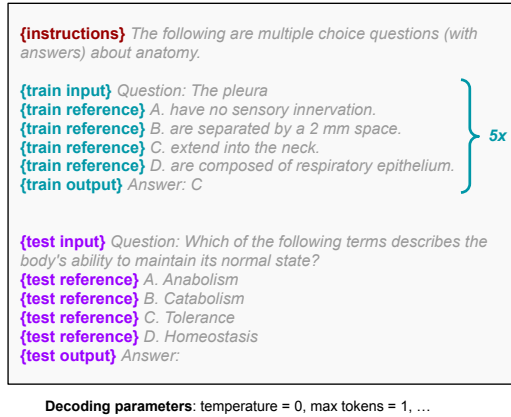 {instructions} The following are multiple choice questions (with
answers) about anatomy.
{train input} Question: The pleura
{train reference} A. have no sensory innervation.
{train reference} B. are separated by a 2 mm space.
{train reference} C. extend into the neck.
{train reference} D. are composed of respiratory epithelium.
{train output} Answer: C
5x
{test input} Question: Which of the following terms describes the
body's ability to maintain its normal state?
{test reference} A. Anabolism
{test reference} B. Catabolism
{test reference} C. Tolerance
{test reference} D. Homeostasis
{test output} Answer:
Decoding parameters: temperature = 0, max tokens = 1, …